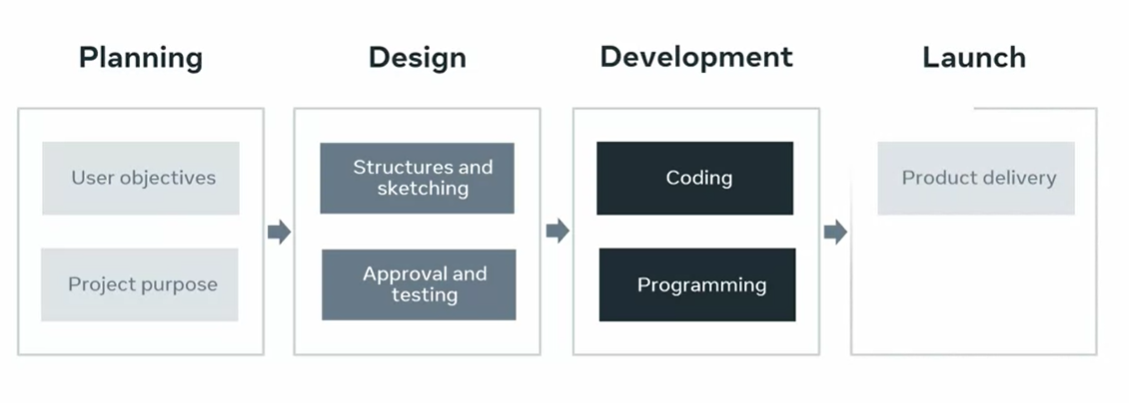 Planning
User objectives
Project purpose
Design
Structures and
sketching
Approval and
testing
Development
Coding
Programming
Launch
Product delivery